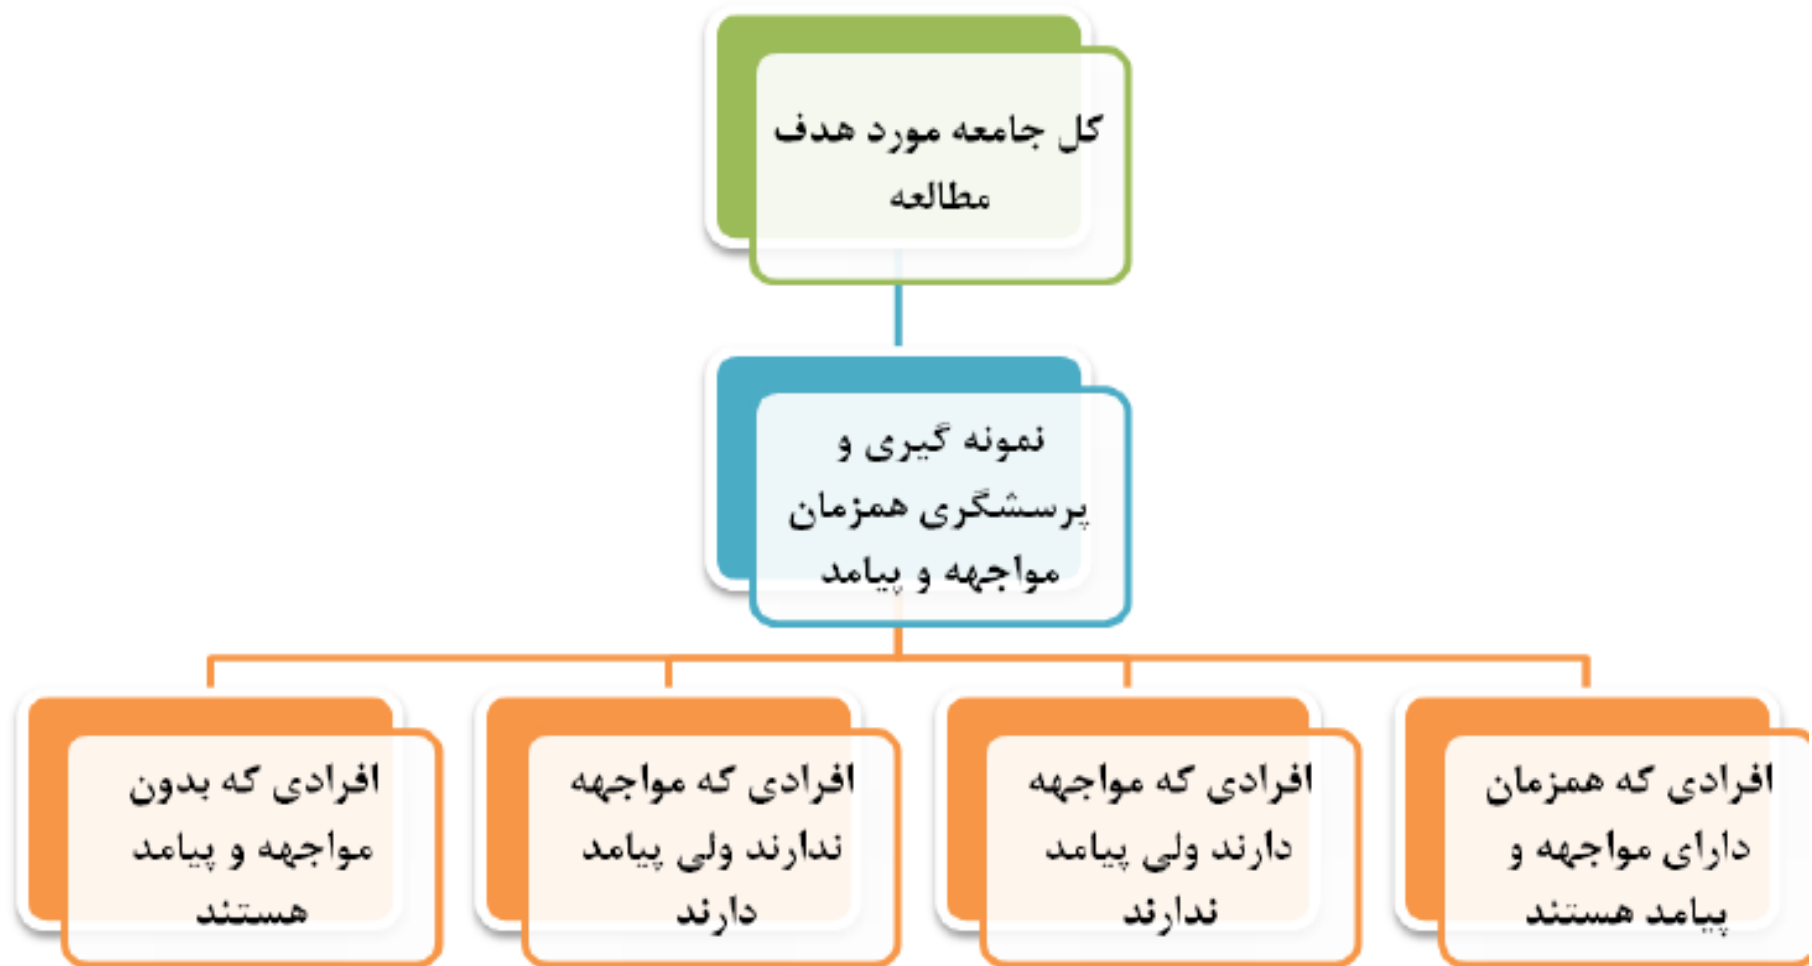 کل جامعه مورد هدف
مطالعه
نمونه گیری و
پرسشگری همزمان
مواجهه و پیامد
افرادی که همزمان
دارای مواجهه و
پیامد هستند
افرادی که مواجهه
دارند ولی پیامد
ندارند
افرادی که مواجهه
ندارند ولی پیامد
دارند
افرادی که بدون
مواجهه و پیامد
هستند